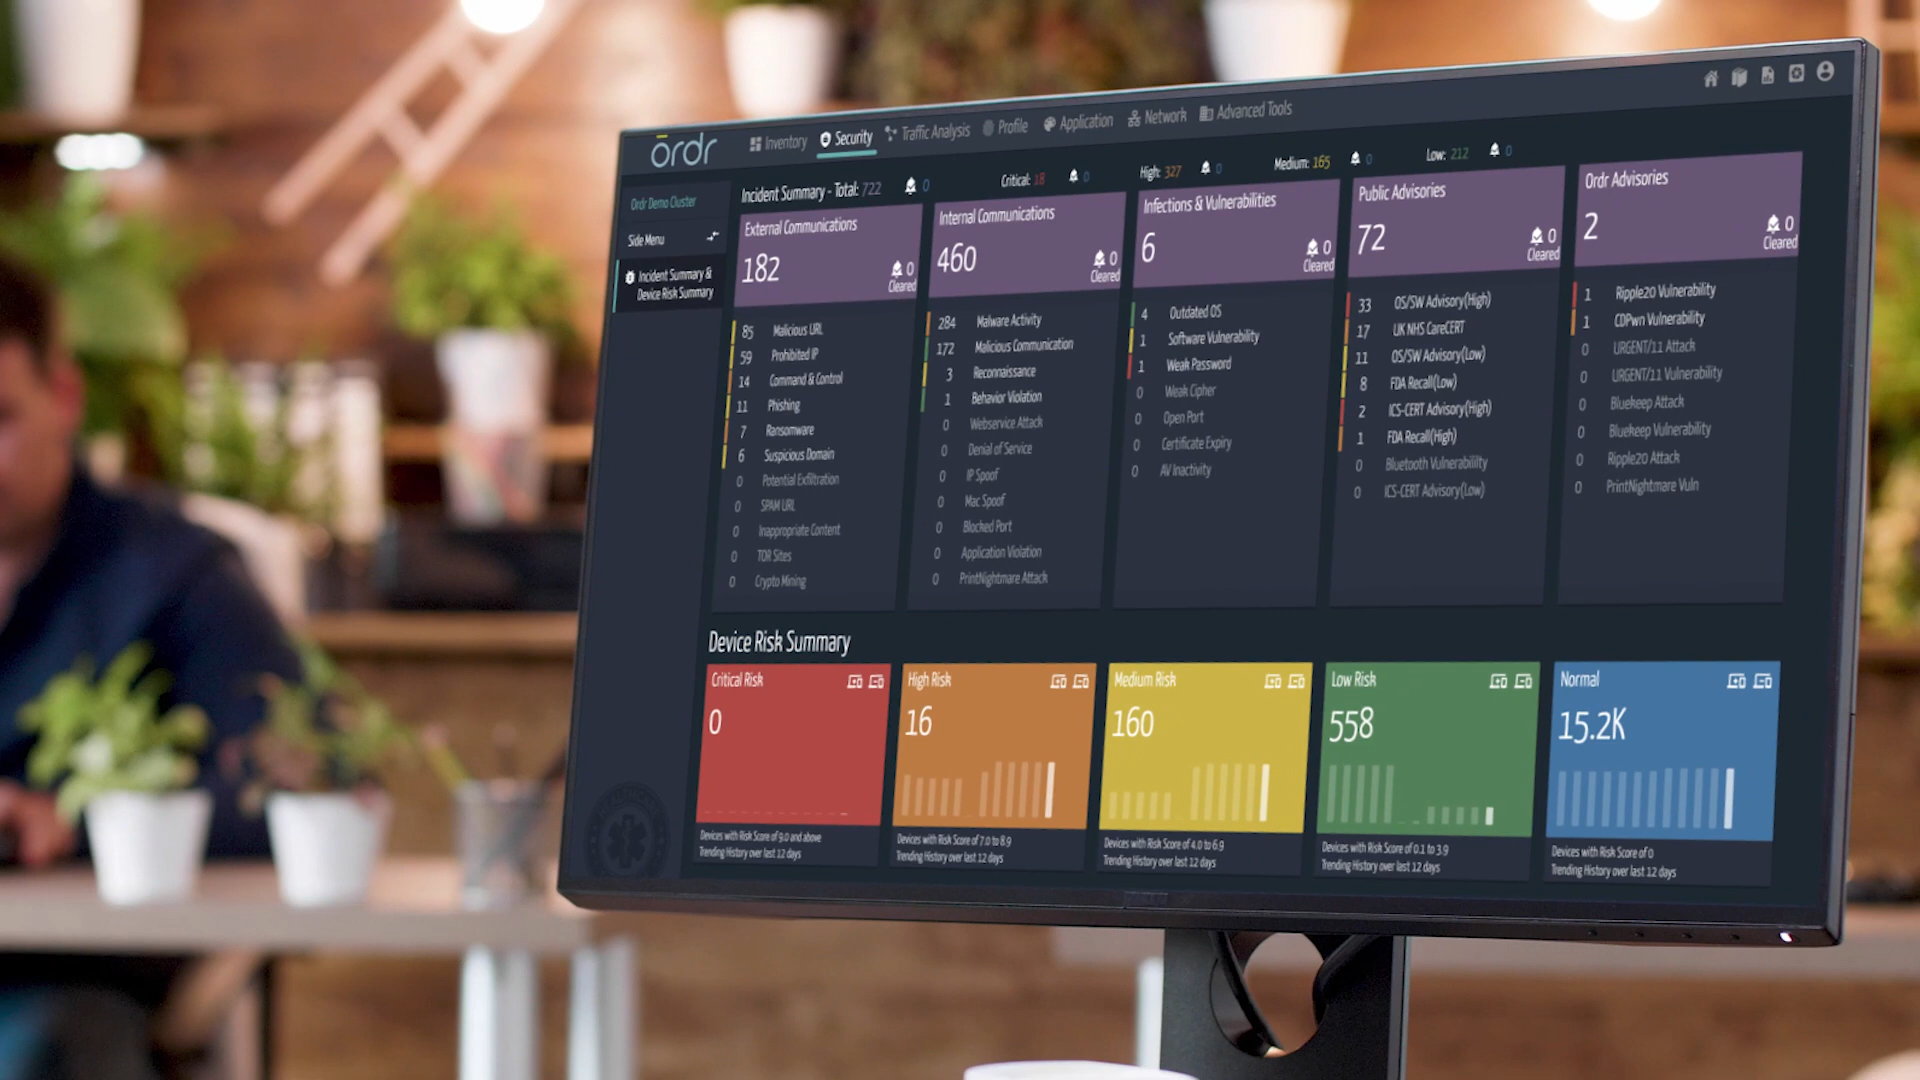 ordr
Inventory Security Traffic Analysis Profile Application Network Advanced Tools
Ordr Demo Cluster
Side Menu
Incident Summary &
Device Risk Summary
Incident Summary - Total: 722 0 Critical: 18 0 High: 327 0 Medium: 165 0 Low: 212 0
External Communications
182
0
Cleared
85 Malicious URL
59 Prohibited IP
14 Command & Control
11 Phishing
7 Ransomware
6 Suspicious Domain
0 Potential Exfiltration
0 SPAM URL
0 Inappropriate Content
0 TOR Sites
0 Crypto Mining
Internal Communications
460
0
Cleared
284 Malware Activity
172 Malicious Communication
3 Reconnaissance
1 Behavior Violation
0 Webservice Attack
0 Denial of Service
0 IP Spoof
0 Mac Spoof
0 Blocked Port
0 Application Violation
0 PrintNightmare Attack
Infections & Vulnerabilities
6
0
Cleared
4 Outdated OS
1 Software Vulnerability
1 Weak Password
0 Weak Cipher
0 Open Port
0 Certificate Expiry
0 AV Inactivity
Public Advisories
72
0
Cleared
33 OS/SW Advisory(High)
17 UK NHS CareCERT
11 OS/SW Advisory(Low)
8 FDA Recall(Low)
2 ICS-CERT Advisory(High)
1 FDA Recall(High)
0 Bluetooth Vulnerabililty
0 ICS-CERT Advisory(Low)
Ordr Advisories
2
0
Cleared
1 Ripple20 Vulnerability
1 CDPwn Vulnerability
0 URGENT/11 Attack
0 URGENT/11 Vulnerability
0 Bluekeep Attack
0 Bluekeep Vulnerability
0 Ripple20 Attack
0 PrintNightmare Vuln
Device Risk Summary
Critical Risk
0
Devices with Risk Score of 9.0 and above
Trending History over last 12 days
High Risk
16
Devices with Risk Score of 7.0 to 8.9
Trending History over last 12 days
Medium Risk
160
Devices with Risk Score of 4.0 to 6.9
Trending History over last 12 days
Low Risk
558
Devices with Risk Score of 0.1 to 3.9
Trending History over last 12 days
Normal
15.2K
Devices with Risk Score of 0
Trending History over last 12 days